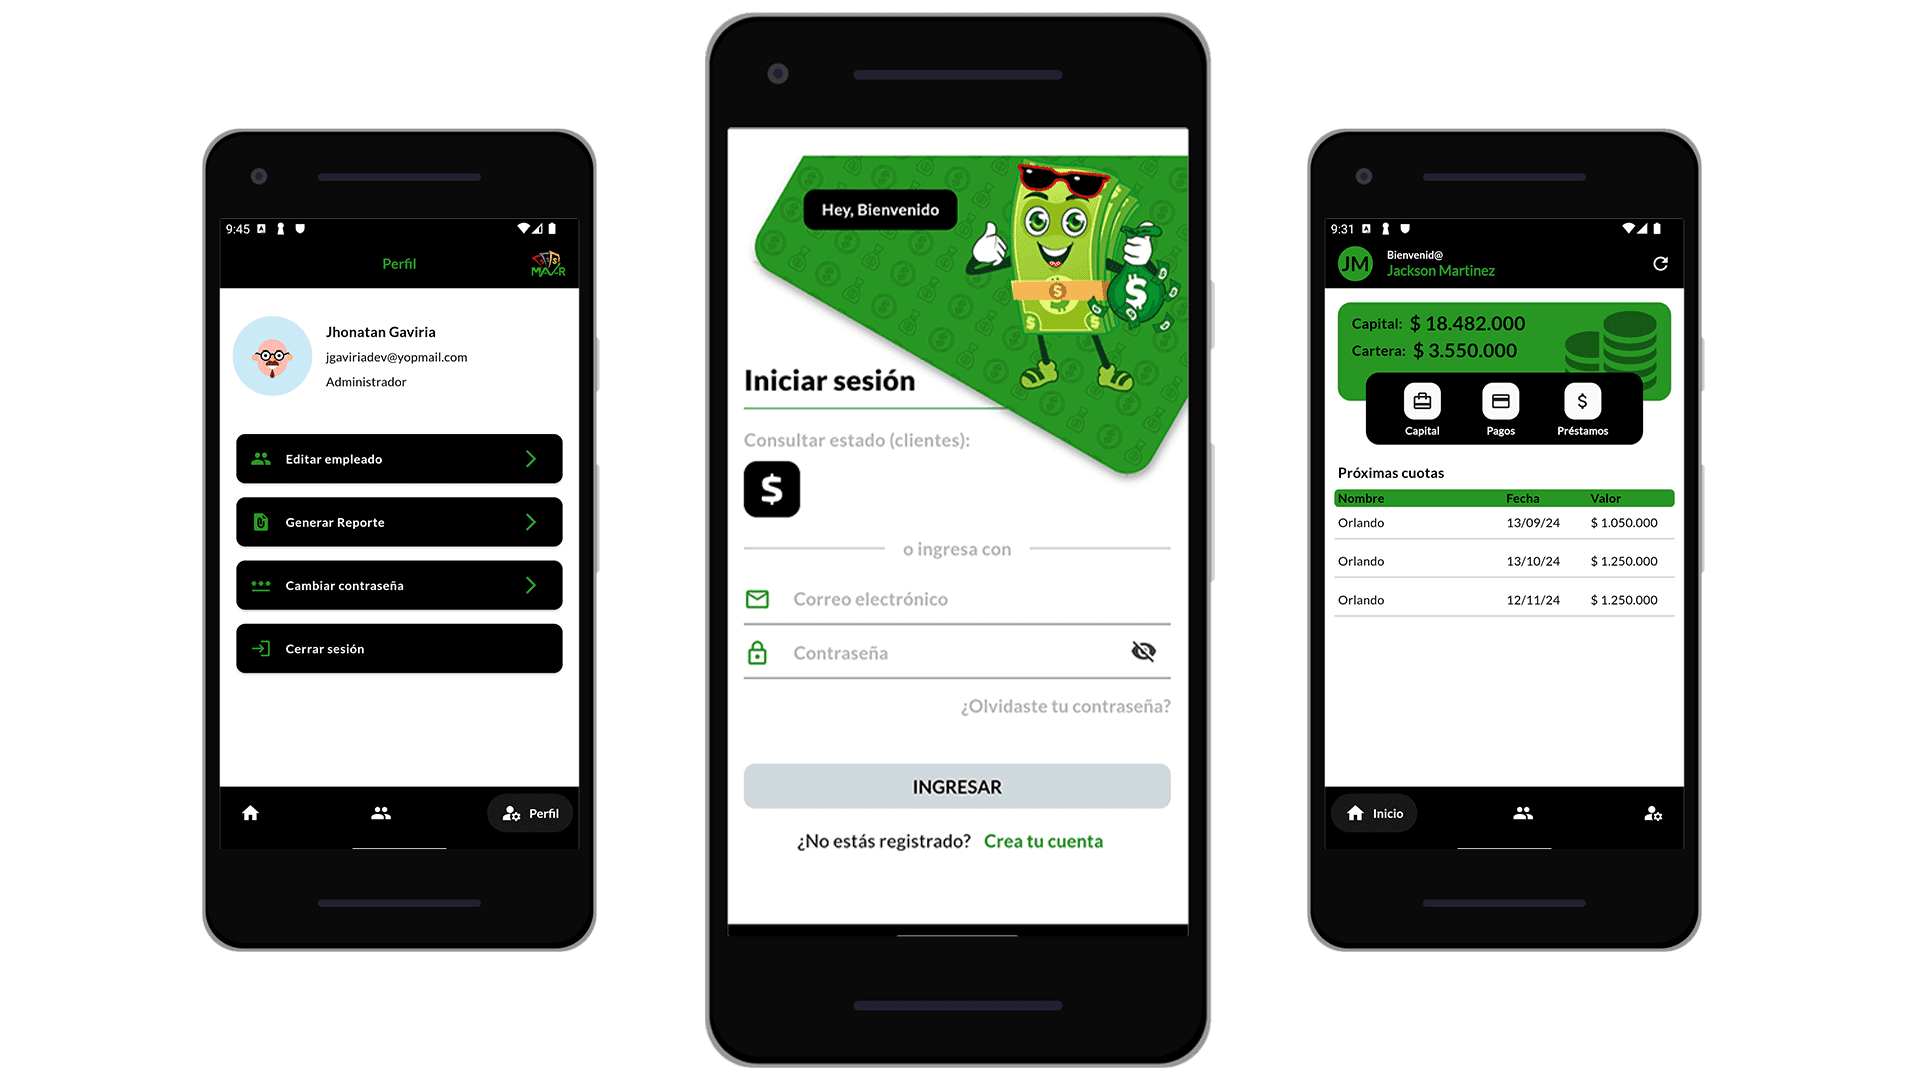 9:45
Perfil
MAR
Jhonatan Gaviria
jgaviriadev@yopmail.com
Administrador
Editar empleado
Generar Reporte
Cambiar contraseña
Cerrar sesión
Perfil
Hey, Bienvenido
Iniciar sesión
Consultar estado (clientes):
$
o ingresa con
Correo electrónico
Contraseña
¿Olvidaste tu contraseña?
INGRESAR
¿No estás registrado? Crea tu cuenta
9:31
JM
Bienvenid@
Jackson Martinez
Capital: $ 18.482.000
Cartera: $ 3.550.000
Capital Pagos Préstamos
Próximas cuotas
Nombre Fecha Valor
Orlando 13/09/24 $ 1.050.000
Orlando 13/10/24 $ 1.250.000
Orlando 12/11/24 $ 1.250.000
Inicio